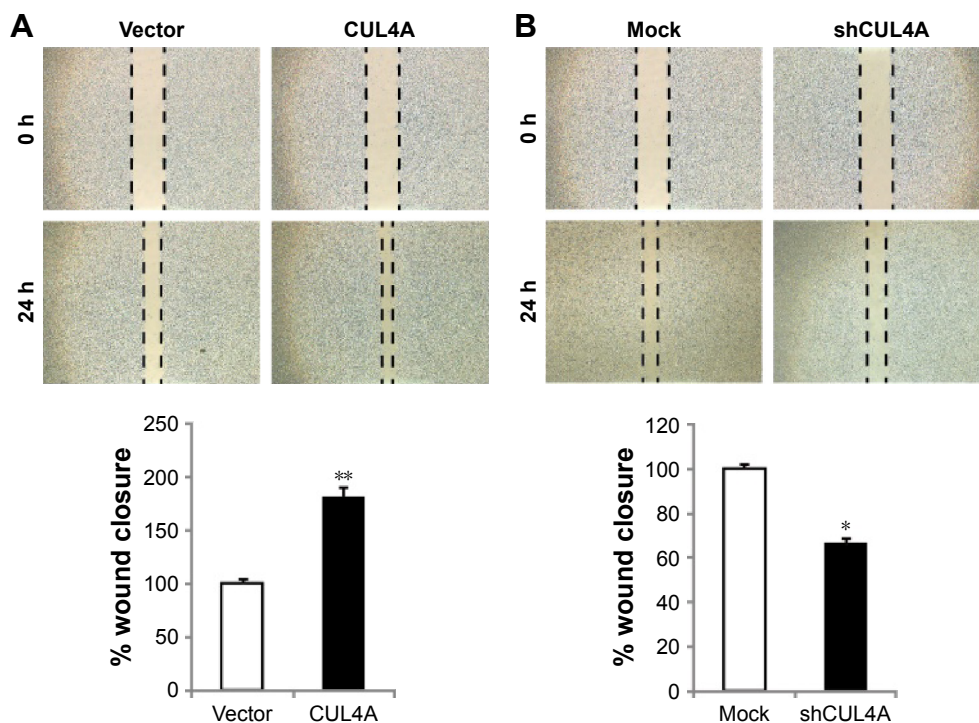 A
Vector
CUL4A
0 h
24 h
B
Mock
shCUL4A
0 h
24 h
% wound closure
250
200
150
100
50
0
**
Vector
CUL4A
% wound closure
120
100
80
60
40
20
0
*
Mock
shCUL4A